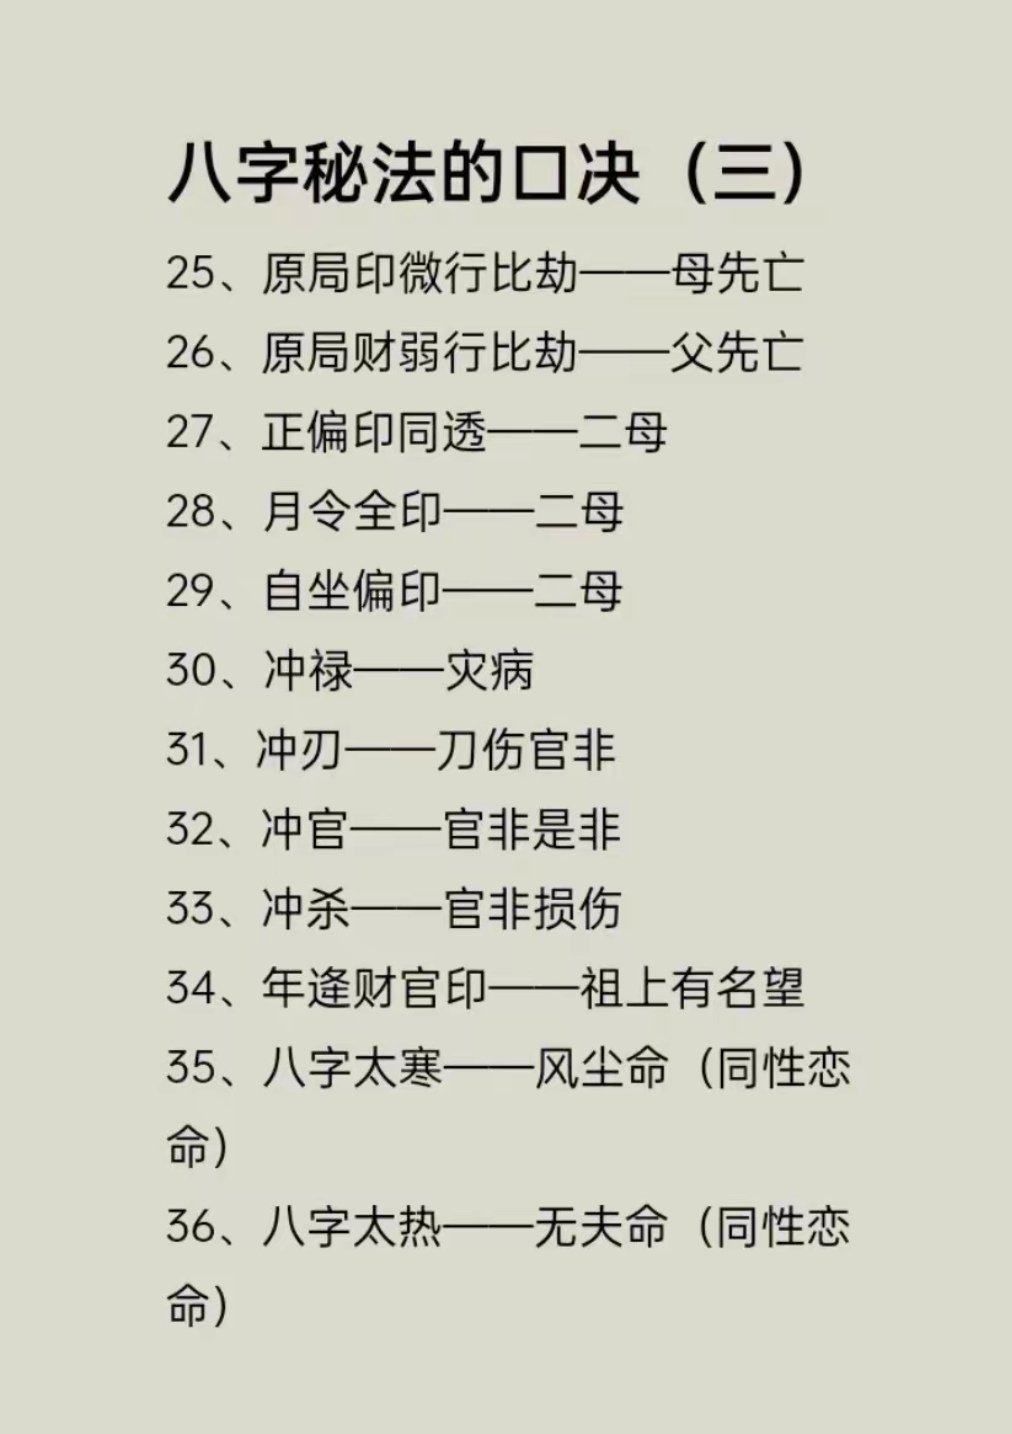 八字秘法的口决（三）
25、原局印微行比劫——母先亡
26、原局财弱行比劫——父先亡
27、正偏印同透——二母
28、月令全印——二母
29、自坐偏印——二母
30、冲禄——灾病
31、冲刃——刀伤官非
32、冲官——官非是非
33、冲杀——官非损伤
34、年逢财官印——祖上有名望
35、八字太寒——风尘命（同性恋
命）
36、八字太热——无夫命（同性恋
命）